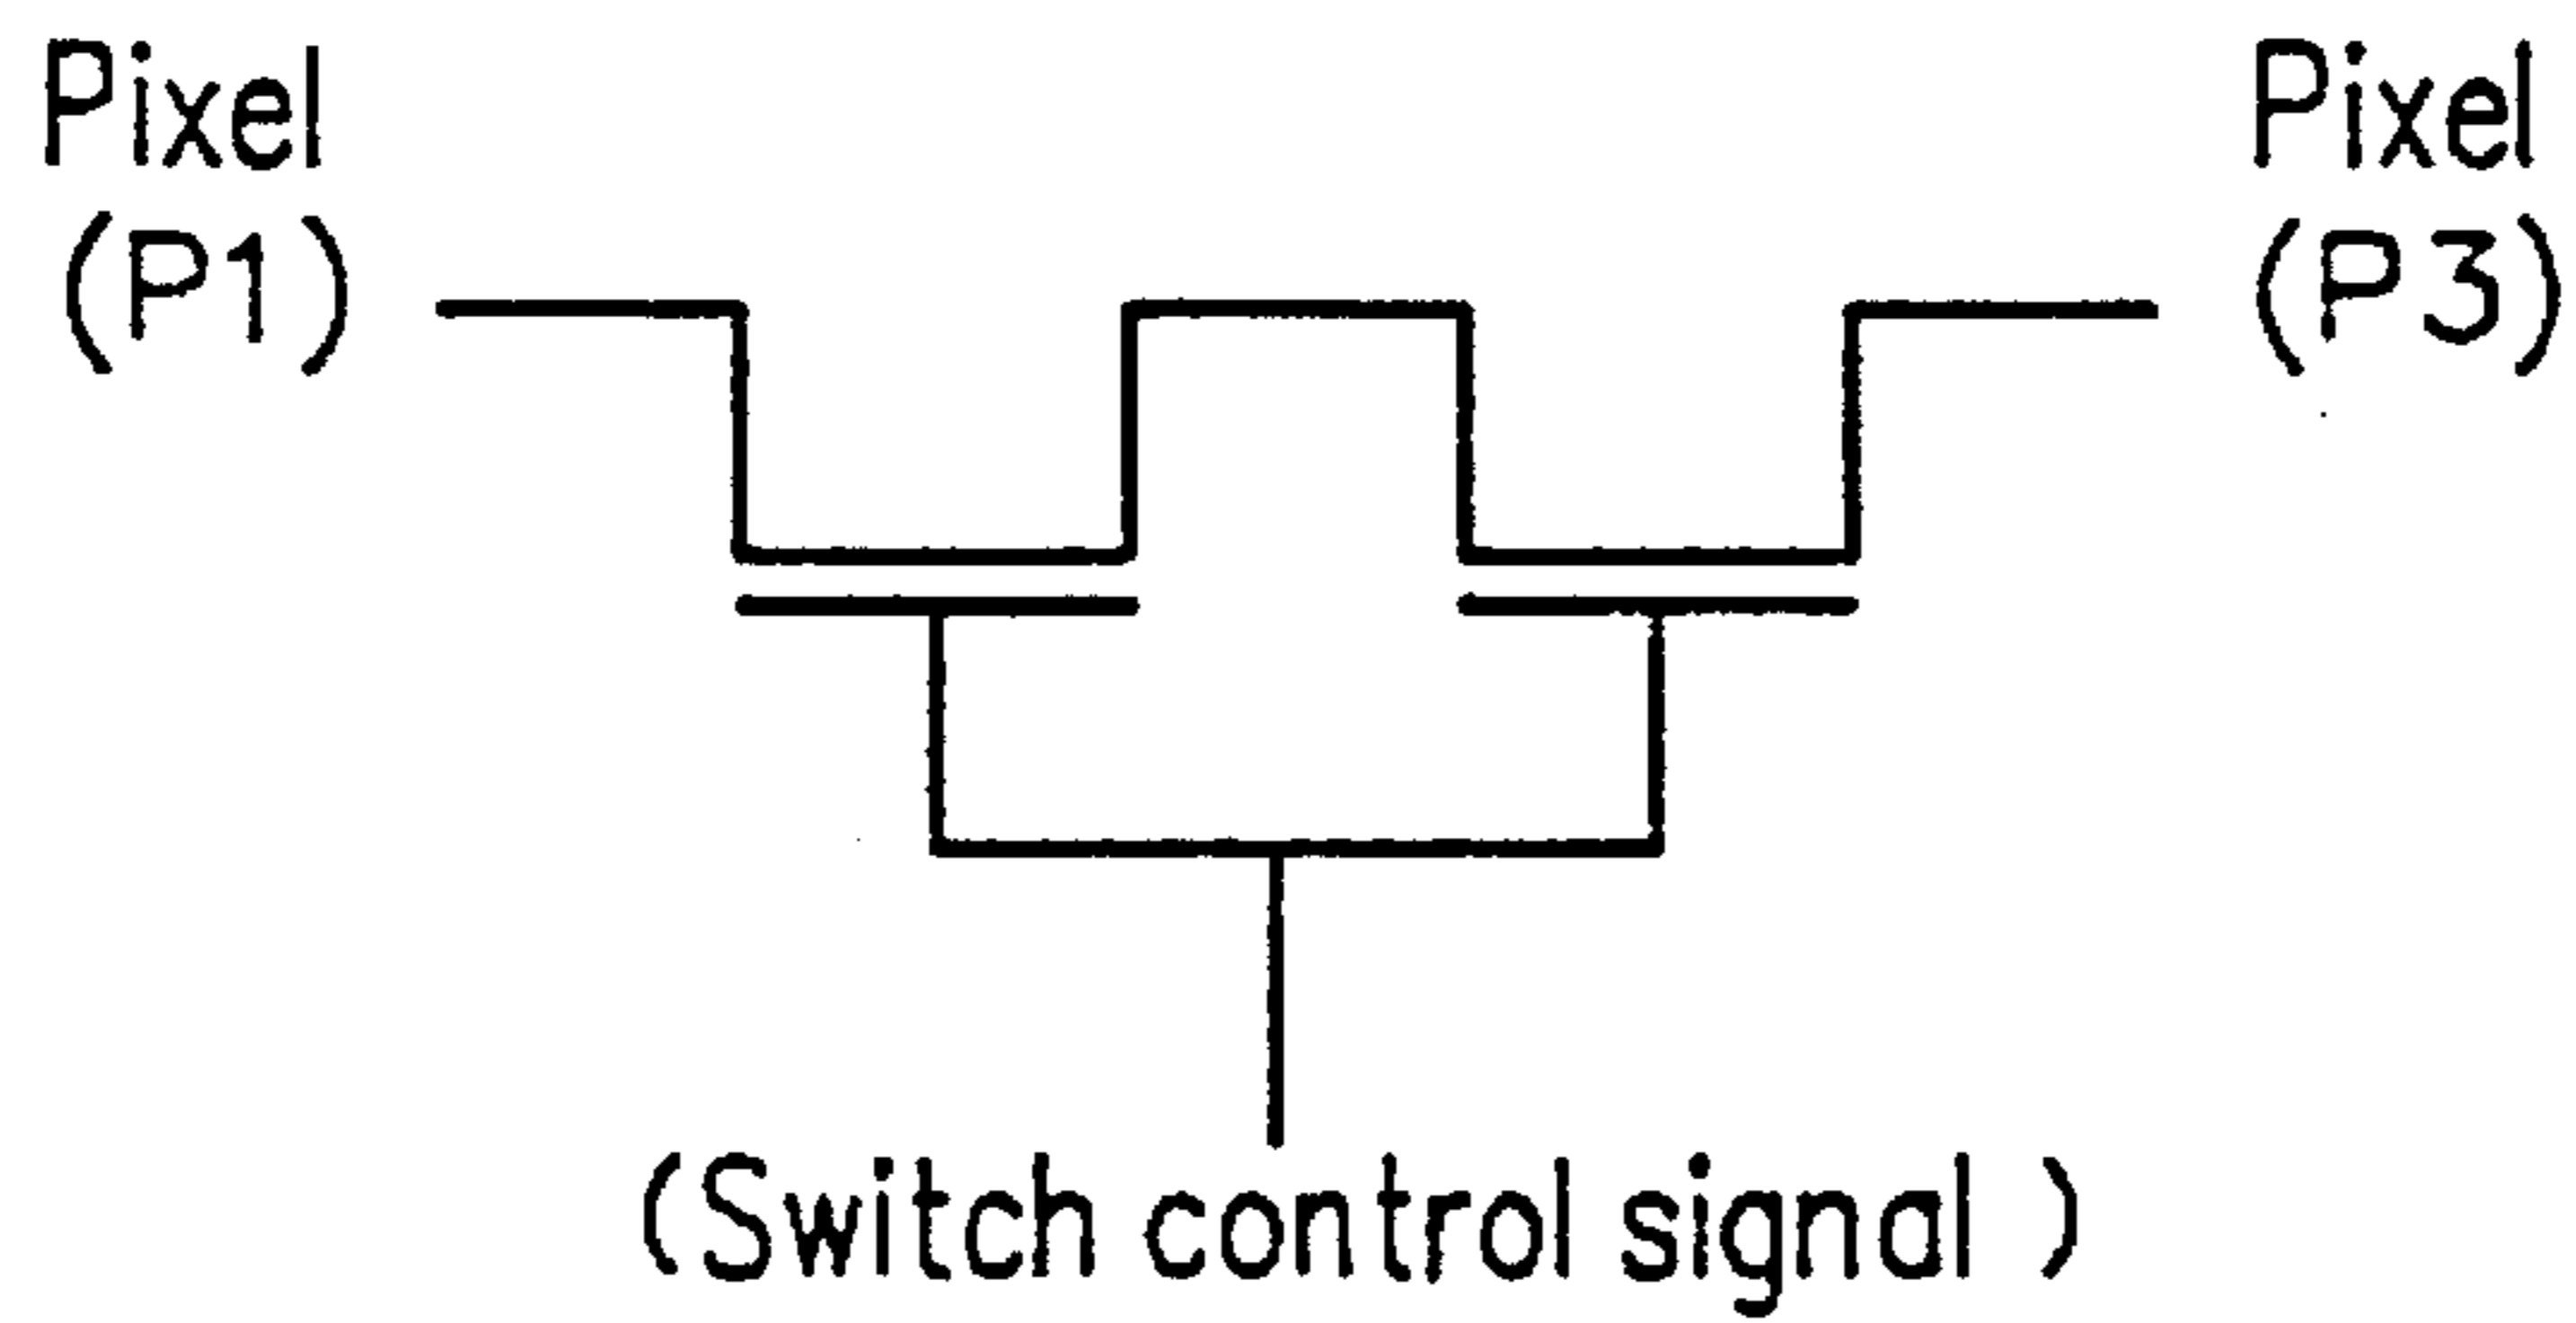 Pixel
(P1)
Pixel
(P3)
(Switch control signal )